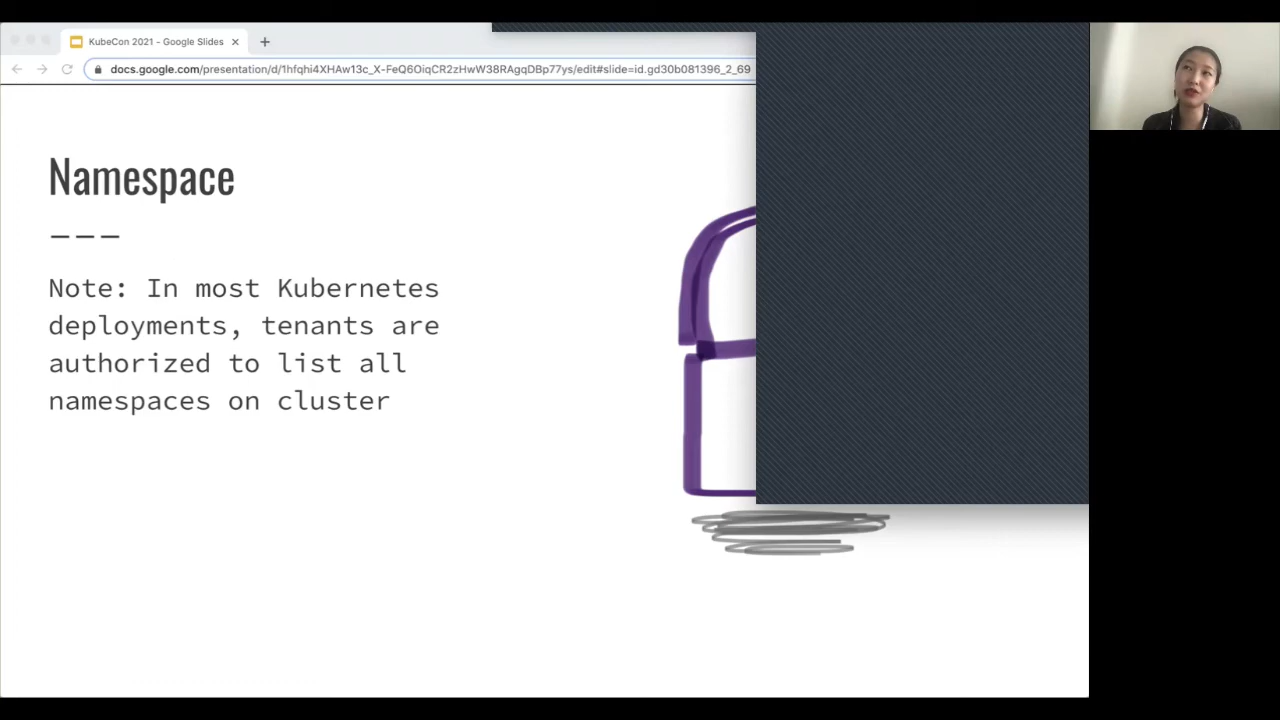 KubeCon 2021 - Google Slides
docs.google.com/presentation/d/1hfqhi4XHAw13c_X-FeQ6OiqCR2zHwW38RAgqDBp77ys/edit#slide=id.gd30b081396_2_69
Namespace
Note: In most Kubernetes
deployments, tenants are
authorized to list all
namespaces on cluster